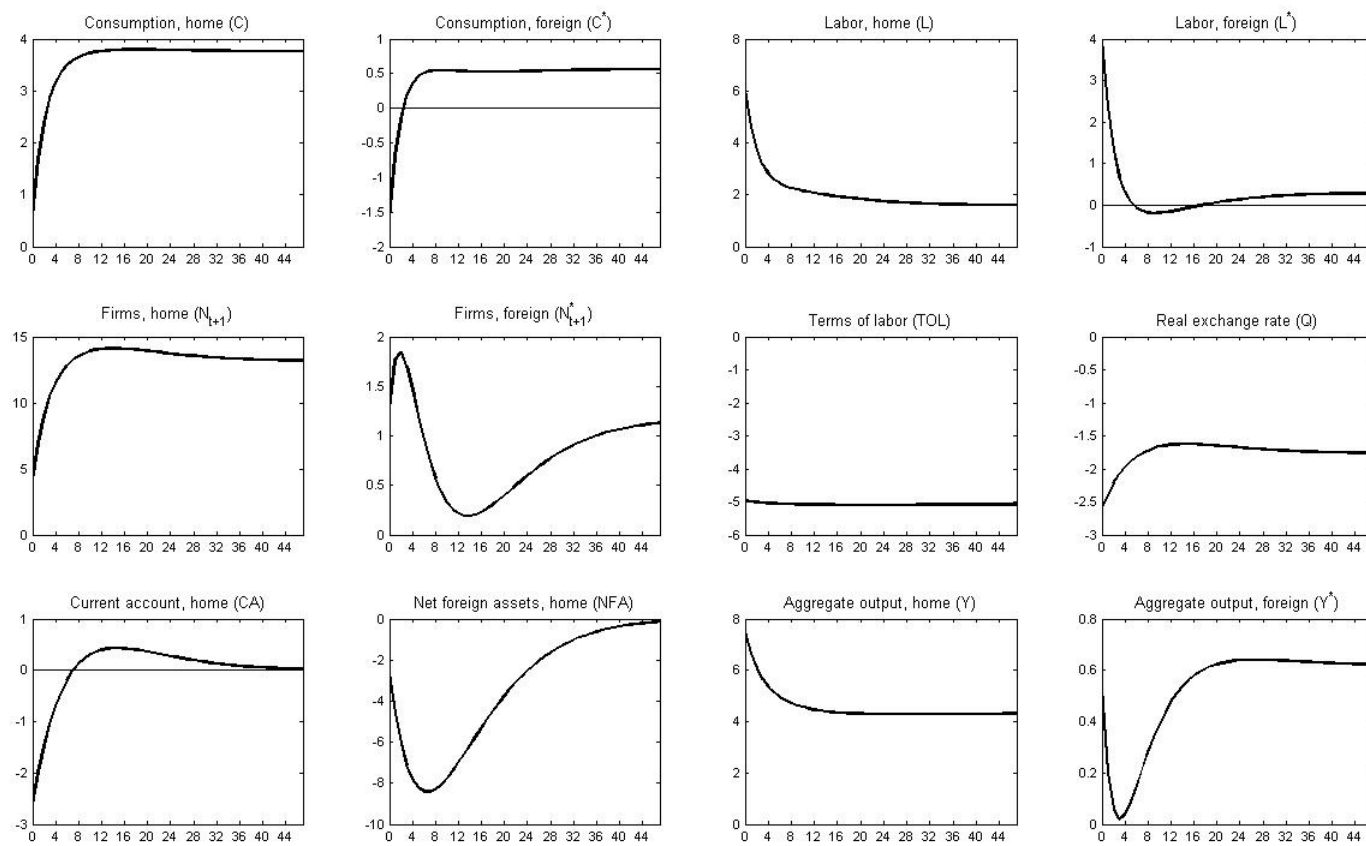 Consumption, home (C)
4
3
2
1
0
0 4 8 12 16 20 24 28 32 36 40 44
Consumption, foreign (C*)
1
0.5
0
-0.5
-1
-1.5
-2
0 4 8 12 16 20 24 28 32 36 40 44
Labor, home (L)
8
6
4
2
0
0 4 8 12 16 20 24 28 32 36 40 44
Labor, foreign (L*)
4
3
2
1
0
-1
0 4 8 12 16 20 24 28 32 36 40 44
Firms, home (N_{t+1})
15
10
5
0
0 4 8 12 16 20 24 28 32 36 40 44
Firms, foreign (N*_{t+1})
2
1.5
1
0.5
0
0 4 8 12 16 20 24 28 32 36 40 44
Terms of labor (TOL)
0
-1
-2
-3
-4
-5
-6
0 4 8 12 16 20 24 28 32 36 40 44
Real exchange rate (Q)
0
-0.5
-1
-1.5
-2
-2.5
-3
0 4 8 12 16 20 24 28 32 36 40 44
Current account, home (CA)
1
0
-1
-2
-3
0 4 8 12 16 20 24 28 32 36 40 44
Net foreign assets, home (NFA)
0
-2
-4
-6
-8
-10
0 4 8 12 16 20 24 28 32 36 40 44
Aggregate output, home (Y)
8
6
4
2
0
0 4 8 12 16 20 24 28 32 36 40 44
Aggregate output, foreign (Y*)
0.8
0.6
0.4
0.2
0
0 4 8 12 16 20 24 28 32 36 40 44